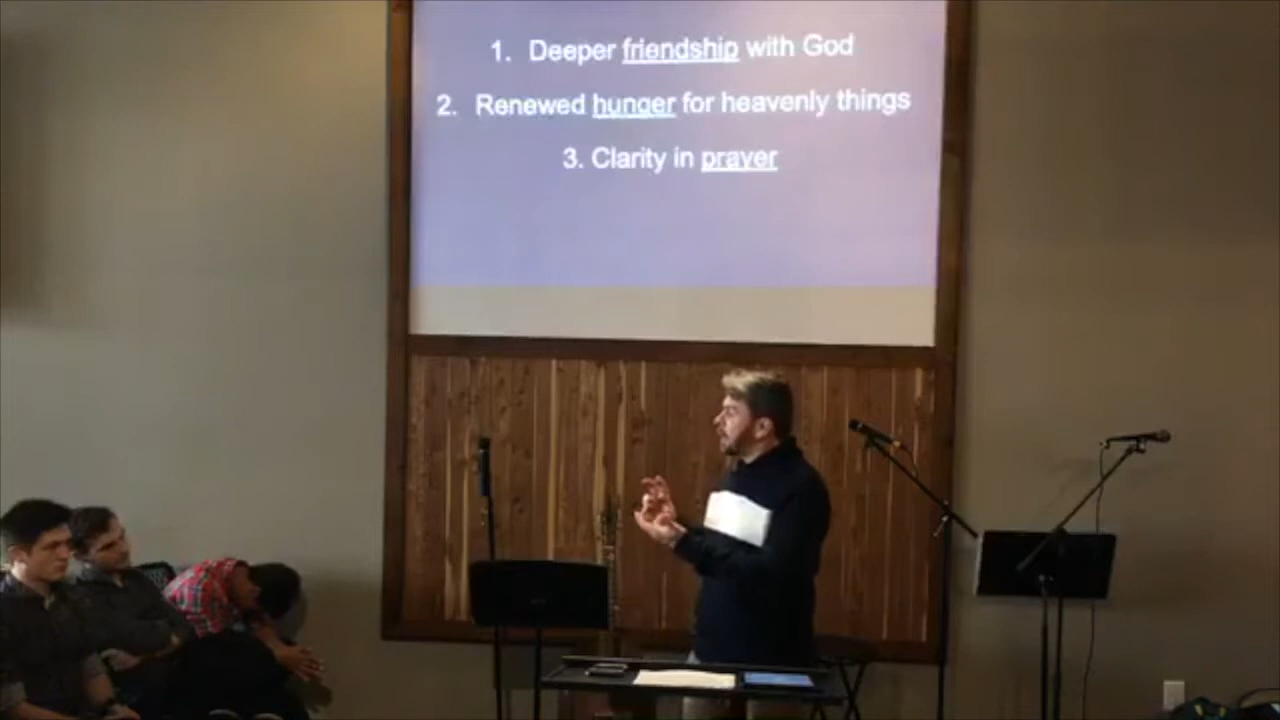 1. Deeper friendship with God
2. Renewed hunger for heavenly things
3. Clarity in prayer